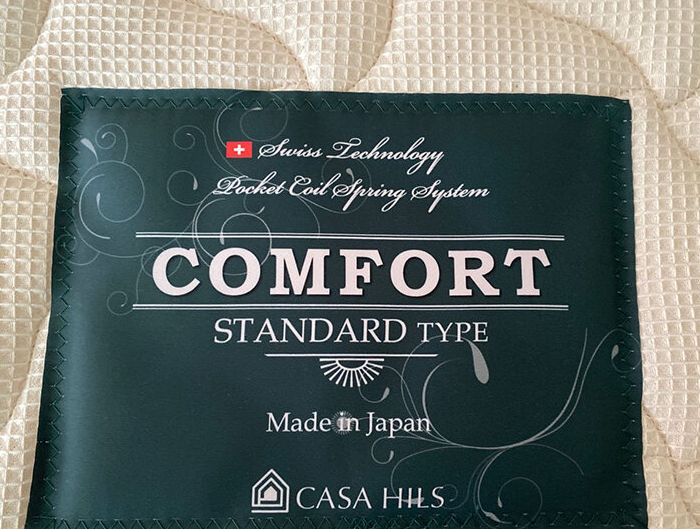 Swiss Technology
Pocket Coil Spring System
COMFORT
STANDARD TYPE
Made in Japan
CASA HILS